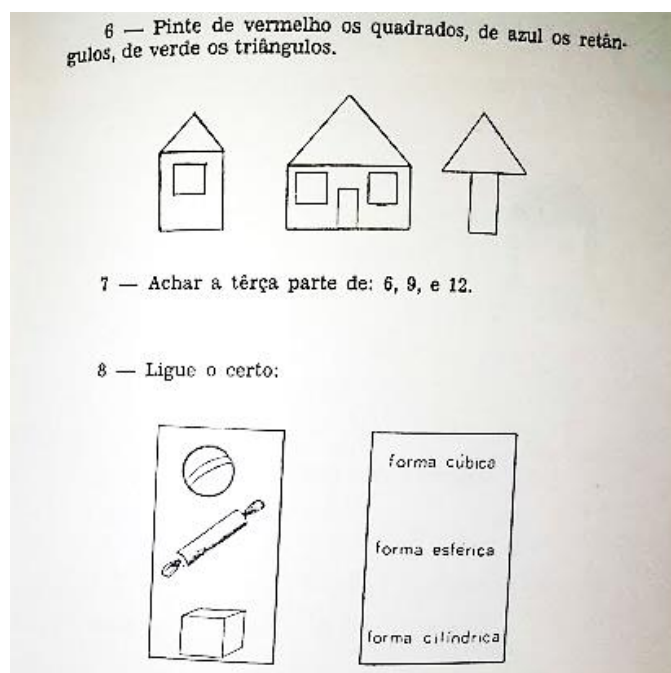 6 — Pinte de vermelho os quadrados, de azul os retân-
gulos, de verde os triângulos.
7 — Achar a têrça parte de: 6, 9, e 12.
8 — Ligue o certo:
forma cúbica
forma esférica
forma cilíndrica